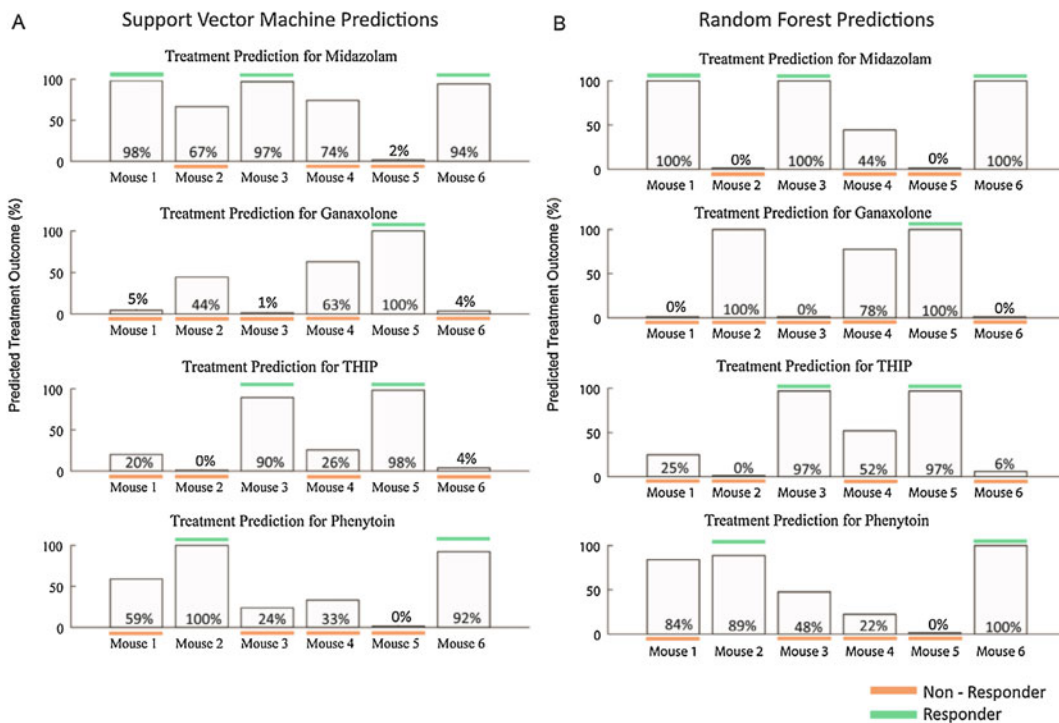 A
Support Vector Machine Predictions
Treatment Prediction for Midazolam
100
50
0
98%
67%
97%
74%
2%
94%
Mouse 1
Mouse 2
Mouse 3
Mouse 4
Mouse 5
Mouse 6
Treatment Prediction for Ganaxolone
100
50
0
5%
44%
1%
63%
100%
4%
Mouse 1
Mouse 2
Mouse 3
Mouse 4
Mouse 5
Mouse 6
Treatment Prediction for THIP
100
50
0
20%
0%
90%
26%
98%
4%
Mouse 1
Mouse 2
Mouse 3
Mouse 4
Mouse 5
Mouse 6
Treatment Prediction for Phenytoin
100
50
0
59%
100%
24%
33%
0%
92%
Mouse 1
Mouse 2
Mouse 3
Mouse 4
Mouse 5
Mouse 6
Predicted Treatment Outcome (%)
B
Random Forest Predictions
Treatment Prediction for Midazolam
100
50
0
100%
0%
100%
44%
0%
100%
Mouse 1
Mouse 2
Mouse 3
Mouse 4
Mouse 5
Mouse 6
Treatment Prediction for Ganaxolone
100
50
0
0%
100%
0%
78%
100%
0%
Mouse 1
Mouse 2
Mouse 3
Mouse 4
Mouse 5
Mouse 6
Treatment Prediction for THIP
100
50
0
25%
0%
97%
52%
97%
6%
Mouse 1
Mouse 2
Mouse 3
Mouse 4
Mouse 5
Mouse 6
Treatment Prediction for Phenytoin
100
50
0
84%
89%
48%
22%
0%
100%
Mouse 1
Mouse 2
Mouse 3
Mouse 4
Mouse 5
Mouse 6
Predicted Treatment Outcome (%)
Non - Responder
Responder